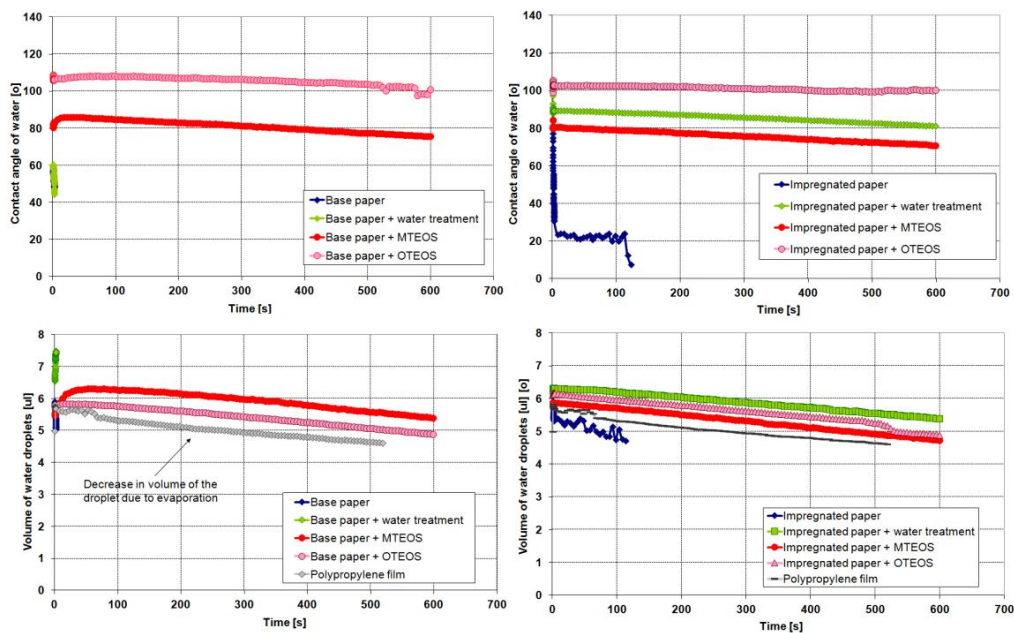 140
120
100
80
60
40
20
0
Contact angle of water [o]
0 100 200 300 400 500 600 700
Time [s]
Base paper
Base paper + water treatment
Base paper + MTEOS
Base paper + OTEOS
140
120
100
80
60
40
20
0
Contact angle of water [o]
0 100 200 300 400 500 600 700
Time [s]
Impregnated paper
Impregnated paper + water treatment
Impregnated paper + MTEOS
Impregnated paper + OTEOS
8
7
6
5
4
3
2
1
0
Volume of water droplets [ul]
0 100 200 300 400 500 600 700
Time [s]
Decrease in volume of the
droplet due to evaporation
Base paper
Base paper + water treatment
Base paper + MTEOS
Base paper + OTEOS
Polypropylene film
8
7
6
5
4
3
2
1
0
Volume of water droplets [ul] [o]
0 100 200 300 400 500 600 700
Time [s]
Impregnated paper
Impregnated paper + water treatment
Impregnated paper + MTEOS
Impregnated paper + OTEOS
Polypropylene film